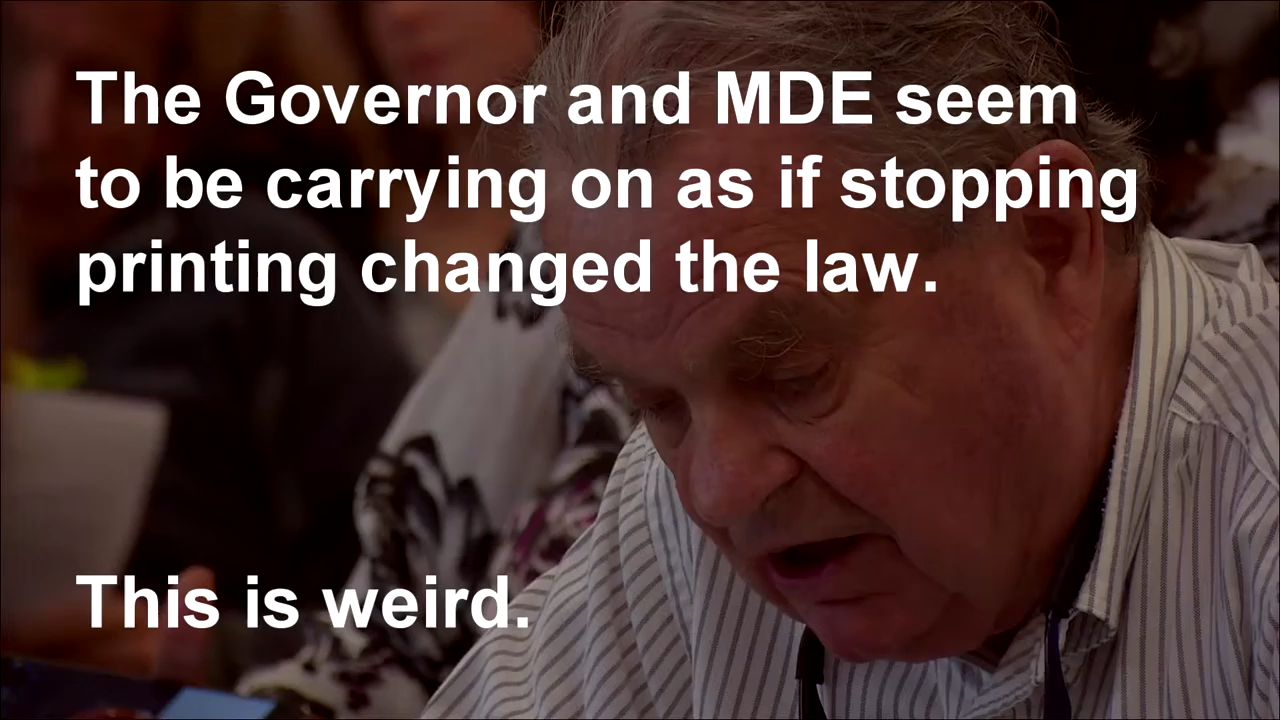 The Governor and MDE seem
to be carrying on as if stopping
printing changed the law.
This is weird.